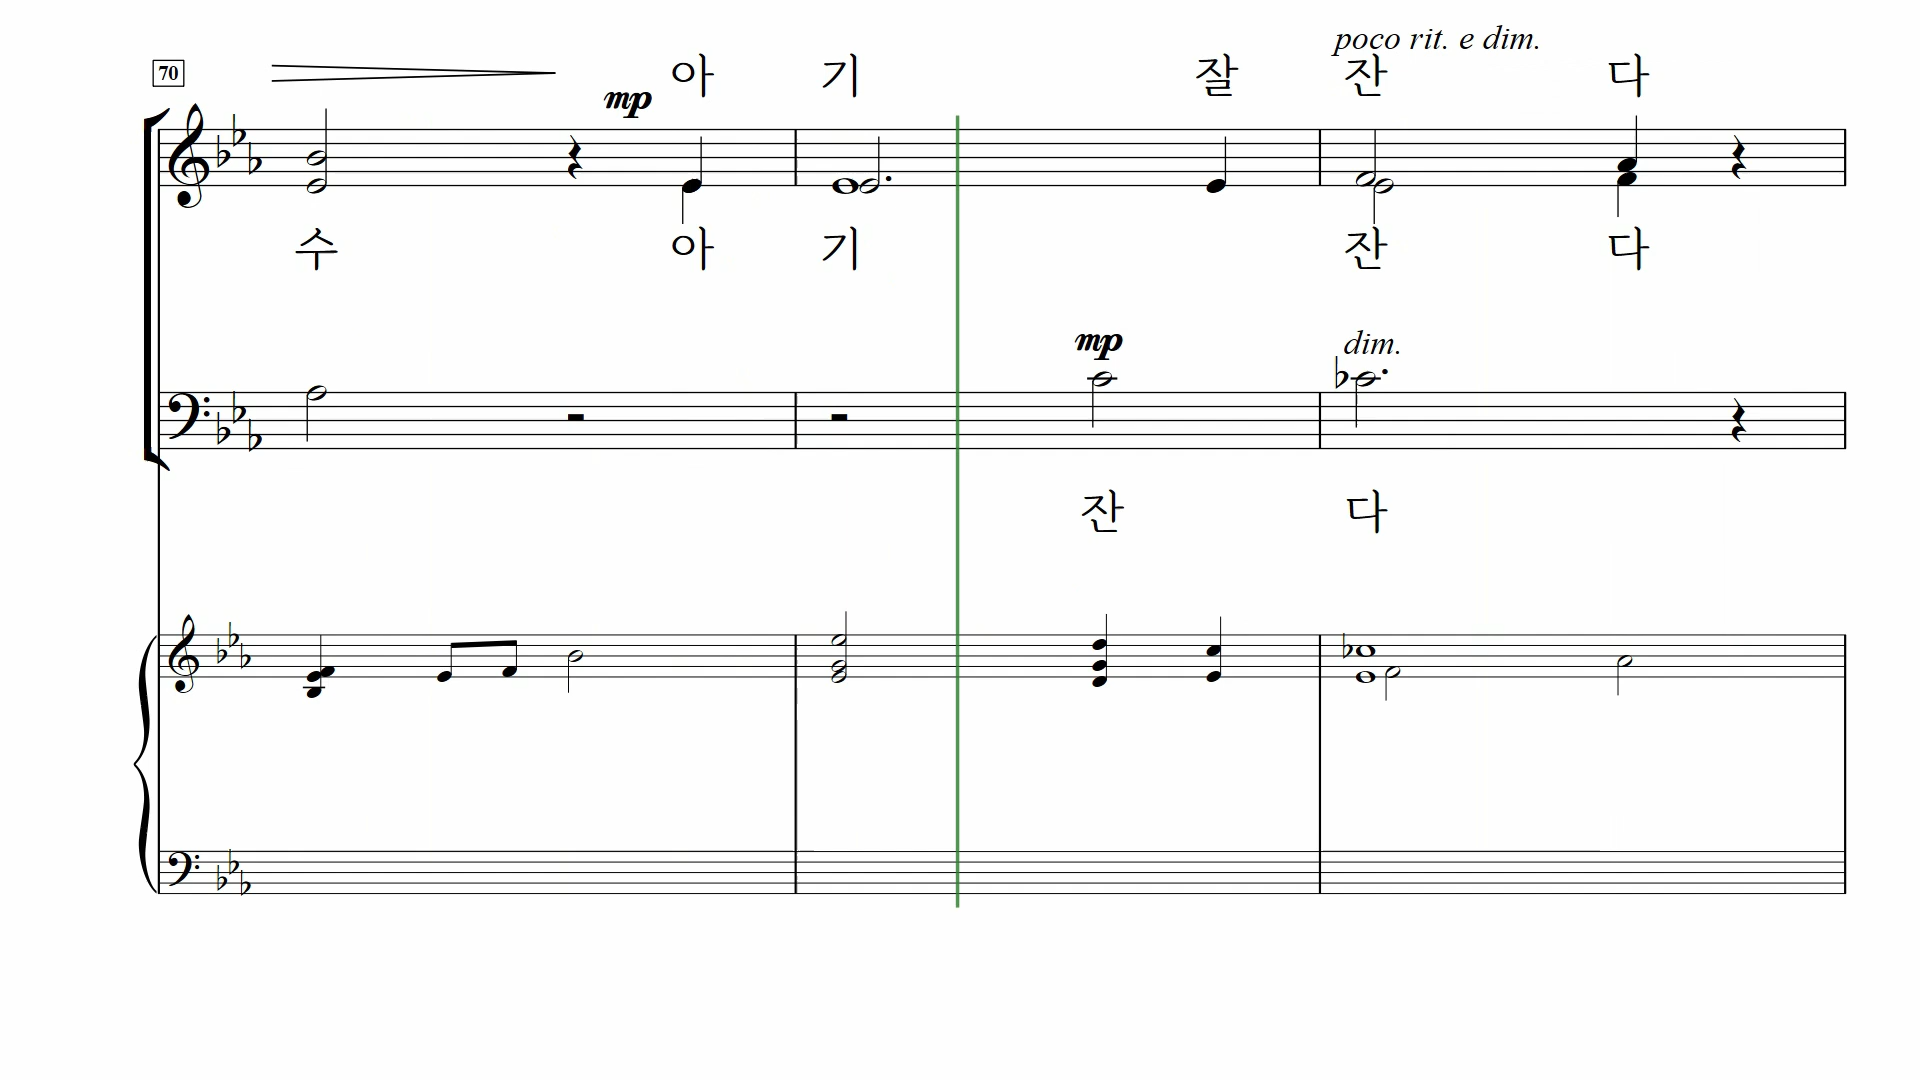 poco rit. e dim.
70 아 기 잘 잔 다
mp
수 아 기 잔 다
mp dim.
잔 다